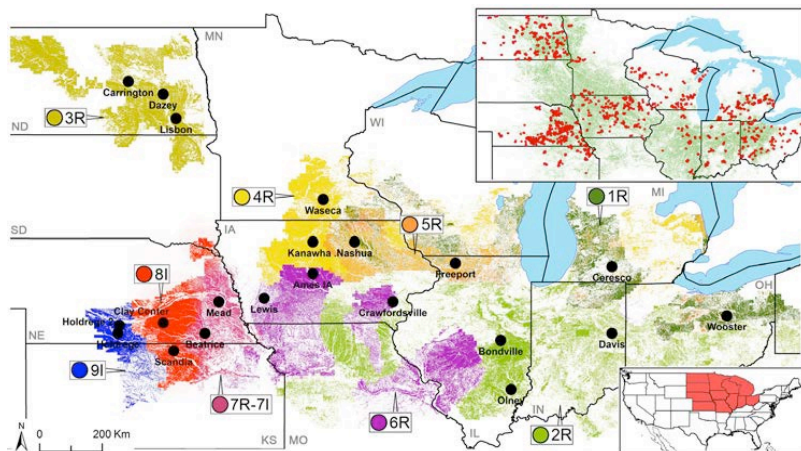 MN
Carrington
Dazey
Lisbon
3R
ND
WI
4R
Waseca
5R
1R
MI
SD
IA
Kanawha
Nashua
Freeport
Ceresco
8I
Ames IA
OH
Clay Center
Mead
Lewis
Crawfordsville
Wooster
Holdrege
NE
Beatrice
Bondville
Davis
Scandia
9I
Olney
7R-7I
6R
IN
2R
N
0
200 Km
KS
MO
IL